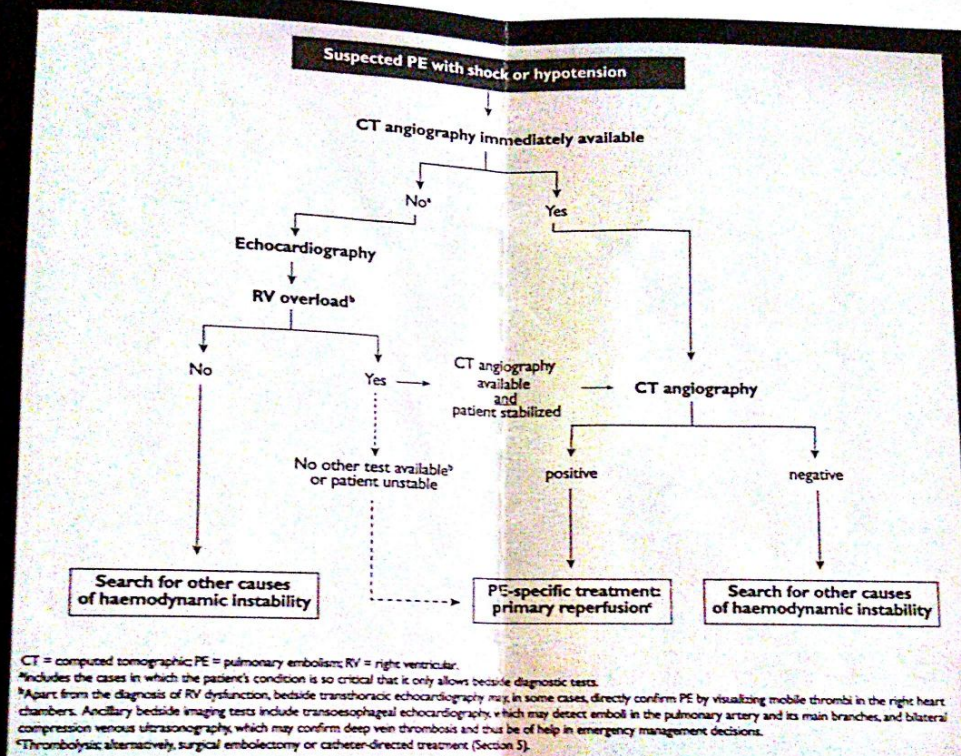 Suspected PE with shock or hypotension
CT angiography immediately available
Noᵃ
Yes
Echocardiography
RV overloadᵇ
No
Yes
CT angiography
available
and
patient stabilized
CT angiography
No other test availableᵇ
or patient unstable
positive
negative
Search for other causes
of haemodynamic instability
PE-specific treatment:
primary reperfusionᶜ
Search for other causes
of haemodynamic instability
CT = computed tomographic; PE = pulmonary embolism; RV = right ventricular.
ᵃIncludes the cases in which the patient's condition is so critical that it only allows bedside diagnostic tests.
ᵇApart from the diagnosis of RV dysfunction, bedside transthoracic echocardiography may, in some cases, directly confirm PE by visualizing mobile thrombi in the right heart
chambers. Ancillary bedside imaging tests include transoesophageal echocardiography, which may detect emboli in the pulmonary artery and its main branches, and bilateral
compression venous ultrasonography, which may confirm deep vein thrombosis and thus be of help in emergency management decisions.
ᶜThrombolysis; alternatively, surgical embolectomy or catheter-directed treatment (Section 5).